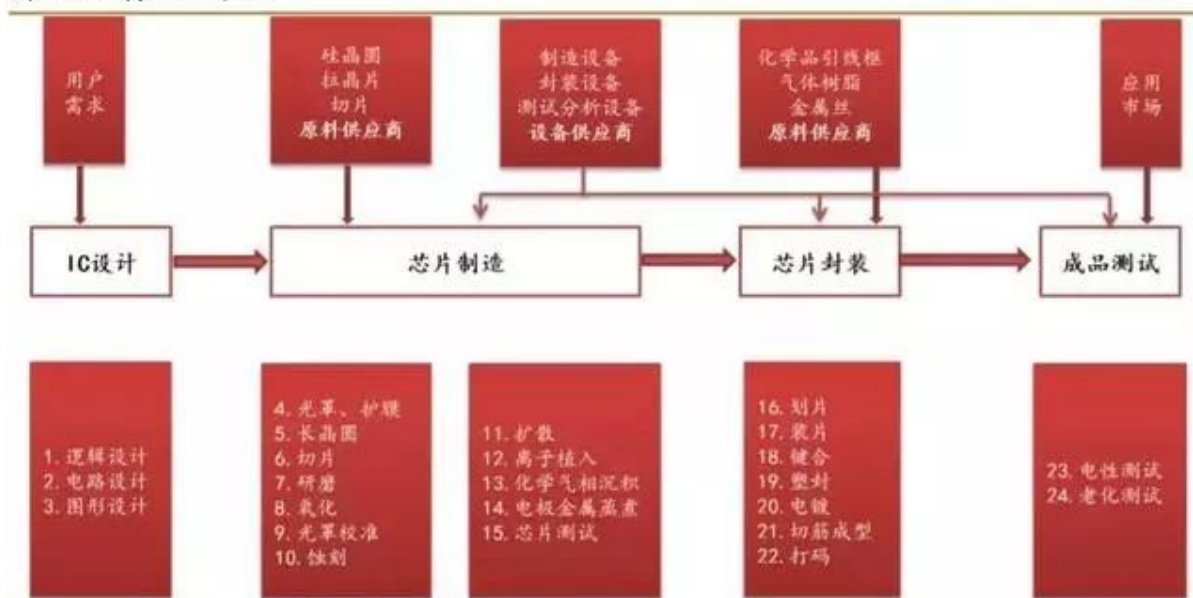 用户
需求
硅晶圆
拉晶片
切片
原料供应商
制造设备
封装设备
测试分析设备
设备供应商
化学品引线框
气体树脂
金属丝
原料供应商
应用
市场
IC设计
芯片制造
芯片封装
成品测试
1. 逻辑设计
2. 电路设计
3. 图形设计
4. 光罩、护膜
5. 长晶圆
6. 切片
7. 研磨
8. 氧化
9. 光罩校准
10. 蚀刻
11. 扩散
12. 离子植入
13. 化学气相沉积
14. 电极金属蒸煮
15. 芯片测试
16. 划片
17. 装片
18. 键合
19. 塑封
20. 电镀
21. 切筋成型
22. 打码
23. 电性测试
24. 老化测试